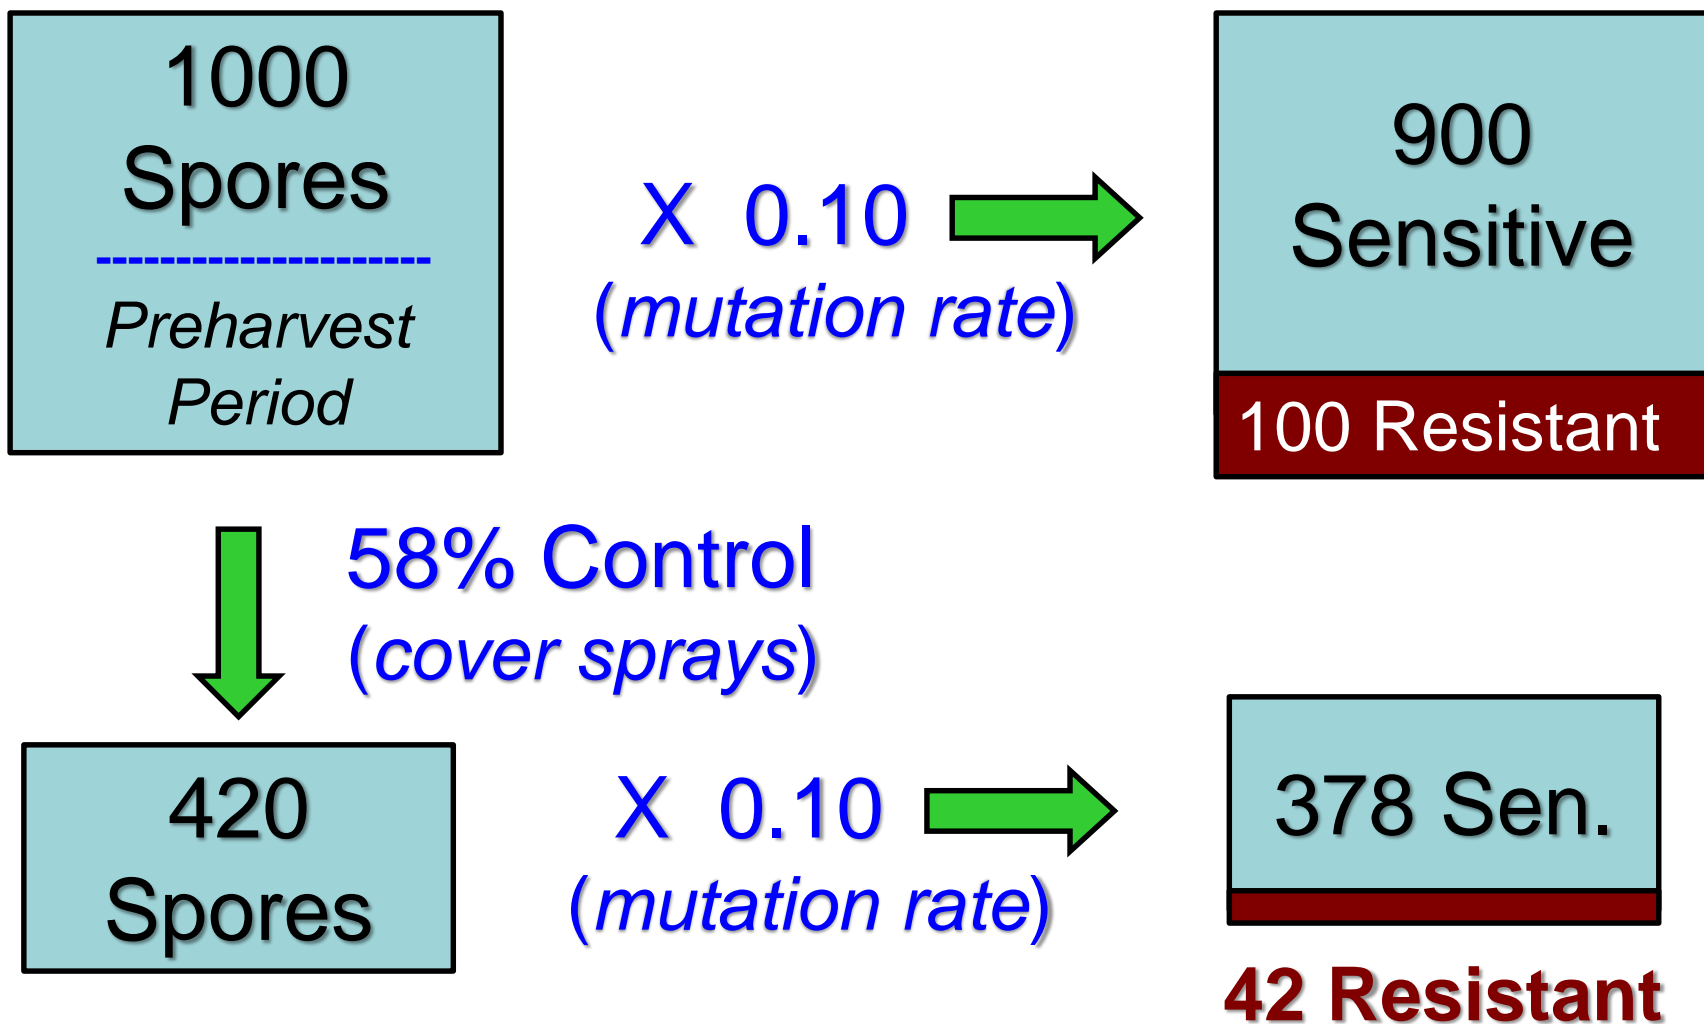 1000
Spores
---------------------
Preharvest
Period
X 0.10
(mutation rate)
900
Sensitive
100 Resistant
58% Control
(cover sprays)
420
Spores
X 0.10
(mutation rate)
378 Sen.
42 Resistant